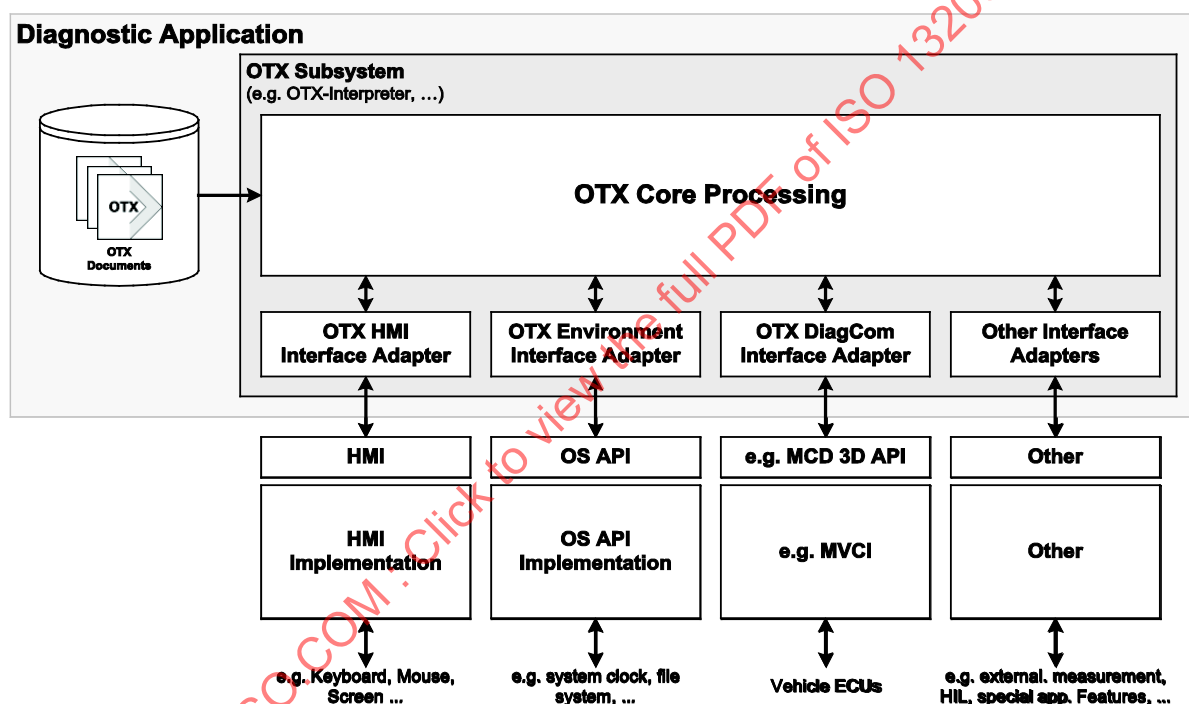 Diagnostic Application
OTX Subsystem
(e.g. OTX-Interpreter, ...)
OTX Core Processing
OTX
OTX
Documents
OTX HMI
Interface Adapter
OTX Environment
Interface Adapter
OTX DiagCom
Interface Adapter
Other Interface
Adapters
HMI
OS API
e.g. MCD 3D API
Other
HMI
Implementation
OS API
Implementation
e.g. MVCI
Other
e.g. Keyboard, Mouse,
Screen ...
e.g. system clock, file
system, ...
Vehicle ECUs
e.g. external. measurement,
HIL, special app. Features, ...
SO.COM : Click to view the full PDF of ISO 1320